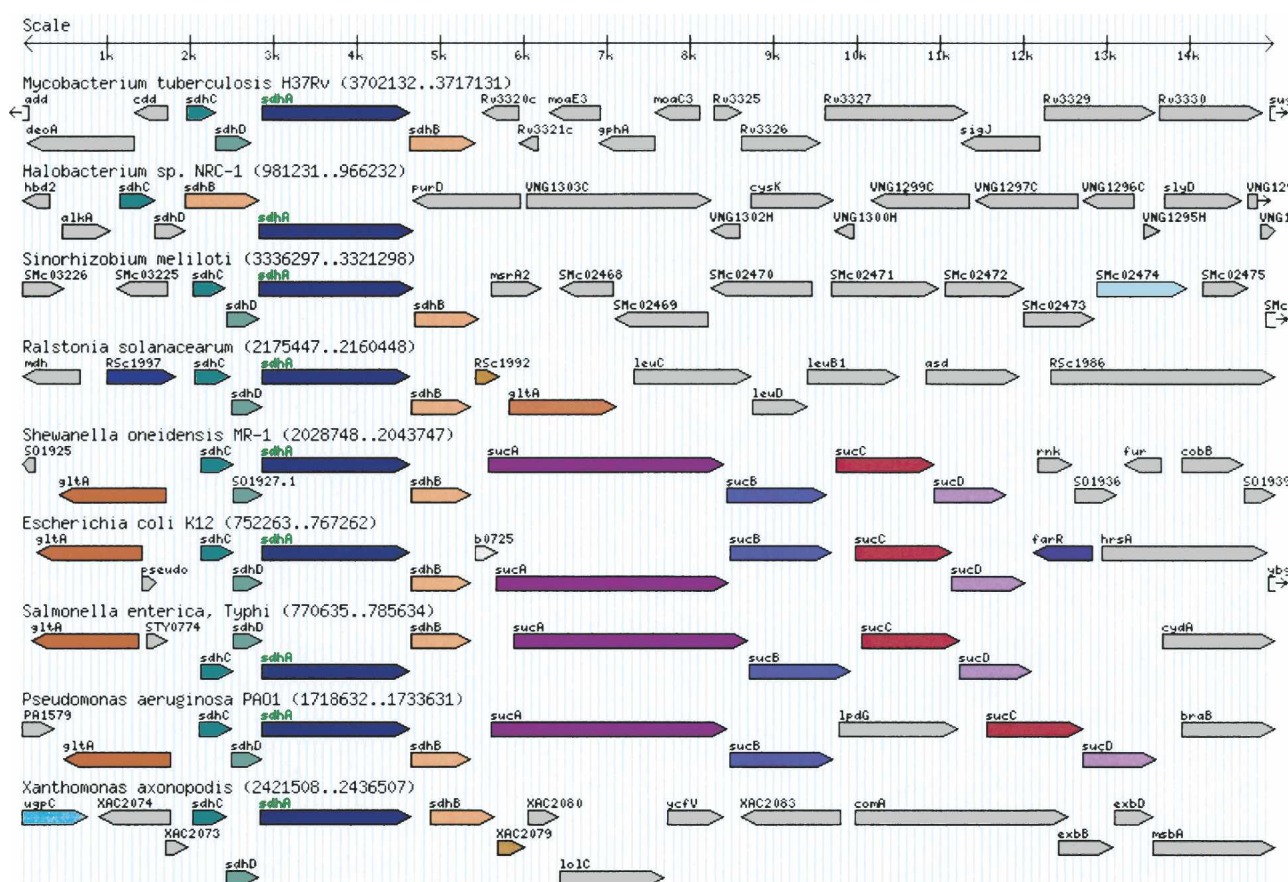 Scale
1k 2k 3k 4k 5k 6k 7k 8k 9k 10k 11k 12k 13k 14k
Mycobacterium tuberculosis H37Rv (3702132..3717131)
add cdd sdhC sdhA Rv3320c moaE3 moaC3 Rv3325 Rv3327 Rv3329 Rv3330 sug
deoA sdhD sdhB Rv3321c gphA Rv3326 sigJ
Halobacterium sp. NRC-1 (981231..966232)
hbd2 sdhC sdhB purD VNG1303C cysK VNG1299C VNG1297C VNG1296C slyD VNG129
alkA sdhD sdhA VNG1302H VNG1300H VNG1295H VNG1
Sinorhizobium meliloti (3336297..3321298)
SMc03226 SMc03225 sdhC sdhA msrA2 SMc02468 SMc02470 SMc02471 SMc02472 SMc02474 SMc02475
sdhD sdhB SMc02469 SMc02473 SMc
Ralstonia solanacearum (2175447..2160448)
mdh RSc1997 sdhC sdhA RSc1992 leuC leuB1 asd RSc1986
sdhD sdhB gltA leuD
Shewanella oneidensis MR-1 (2028748..2043747)
SO1925 sdhC sdhA sucA sucC rnk fur cobB
gltA SO1927.1 sdhB sucB sucD SO1936 SO1939
Escherichia coli K12 (752263..767262)
gltA sdhC sdhA b0725 sucB sucC farR hrsA
pseudo sdhD sdhB sucA sucD ybg
Salmonella enterica, Typhi (770635..785634)
gltA STY0774 sdhD sdhB sucA sucC cydA
sdhC sdhA sucB sucD
Pseudomonas aeruginosa PAO1 (1718632..1733631)
PA1579 sdhC sdhA sucA lpdG sucC braB
gltA sdhD sdhB sucB sucD
Xanthomonas axonopodis (2421508..2436507)
ugpC XAC2074 sdhC sdhA sdhB XAC2080 ycfV XAC2083 comA exbD
XAC2073 XAC2079 exbB msbA
sdhD lolC